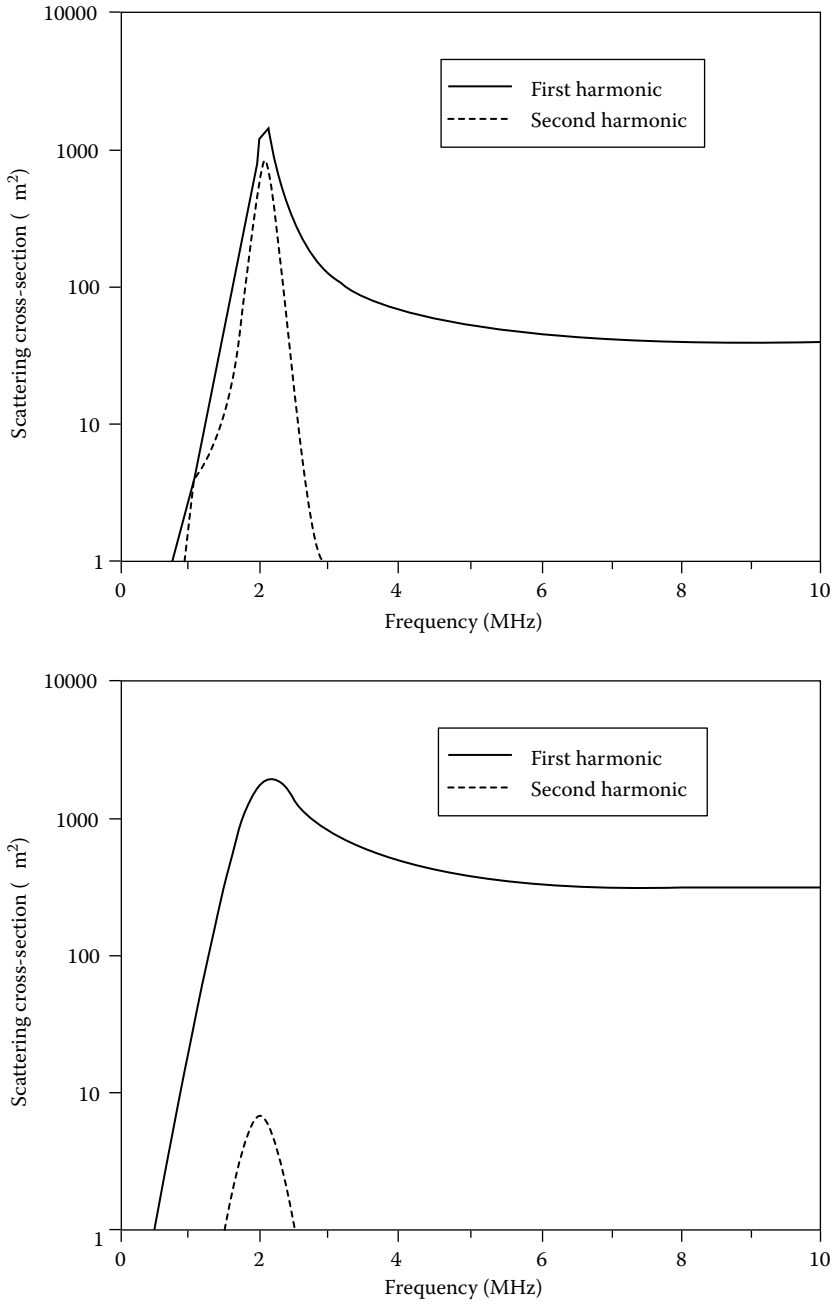 10000
1000
100
10
1
Scattering cross-section ( m²)
First harmonic
Second harmonic
0 2 4 6 8 10
Frequency (MHz)
10000
1000
100
10
1
Scattering cross-section ( m²)
First harmonic
Second harmonic
0 2 4 6 8 10
Frequency (MHz)